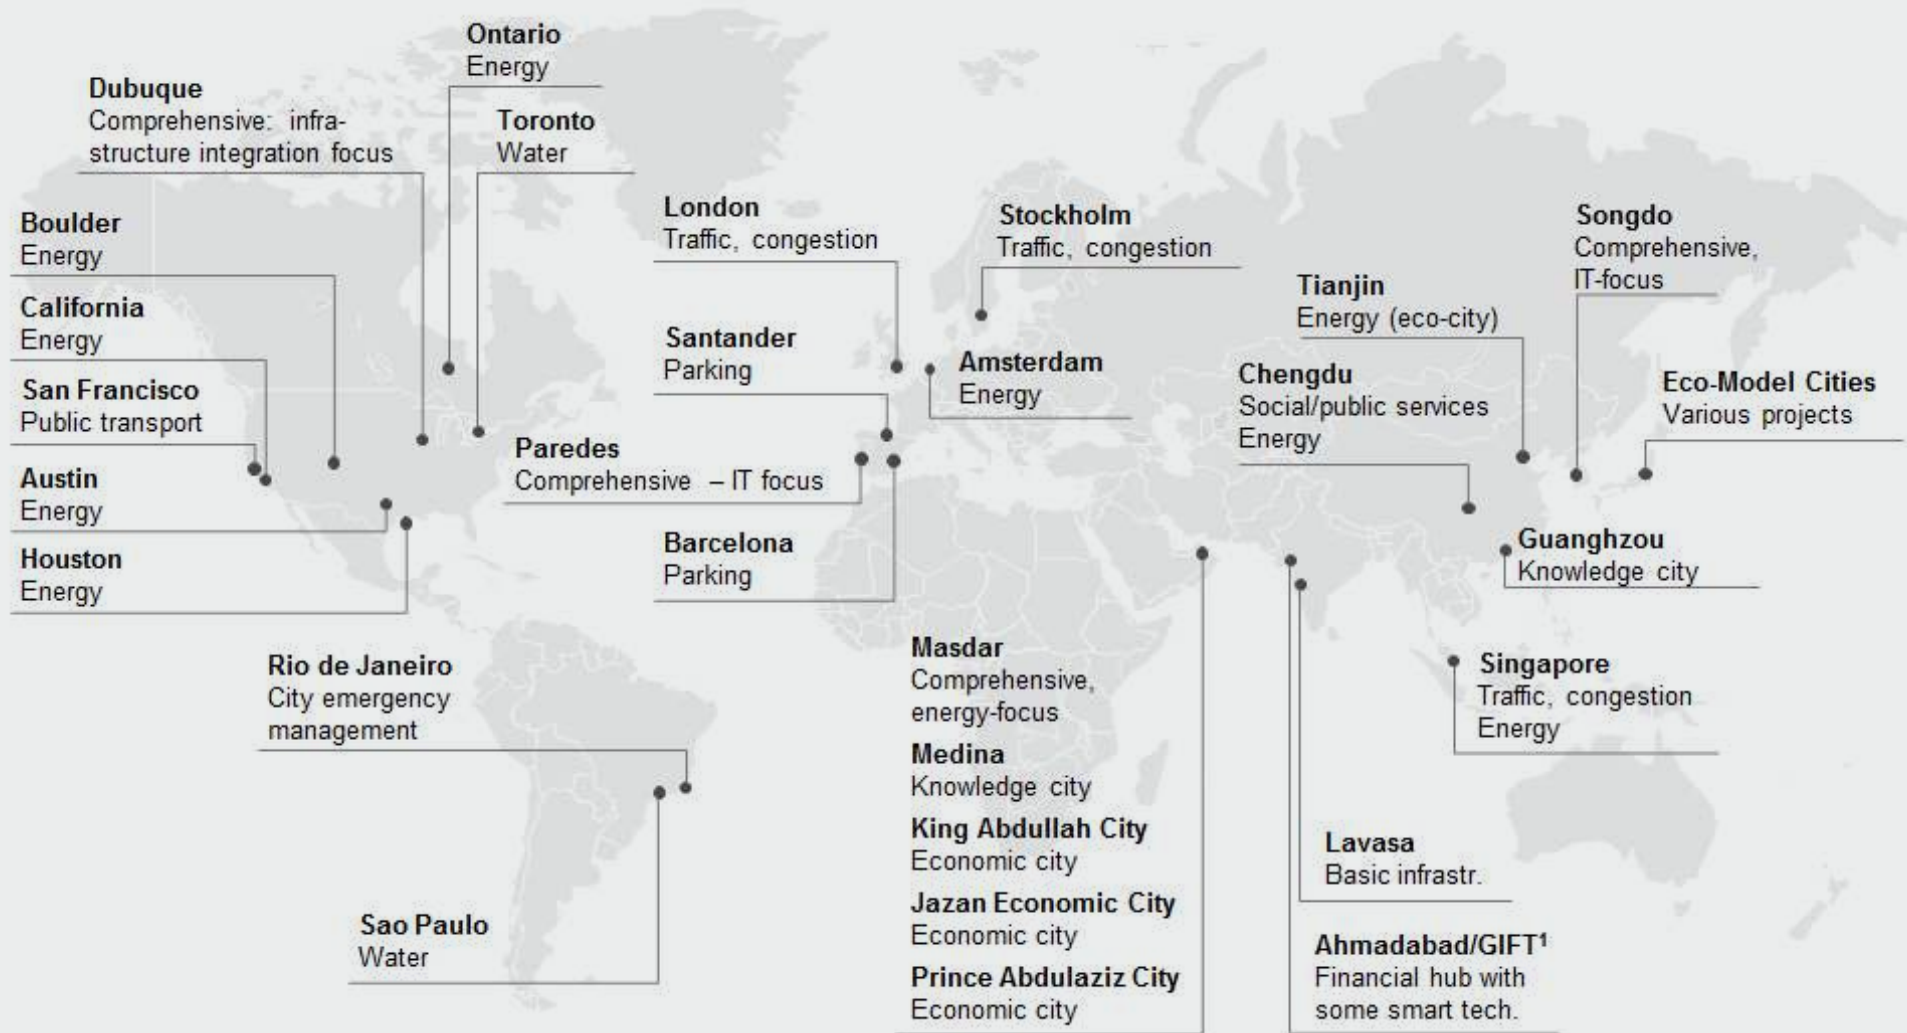 Ontario
Energy
Dubuque
Comprehensive: infra-
structure integration focus
Toronto
Water
Boulder
Energy
California
Energy
San Francisco
Public transport
Austin
Energy
Houston
Energy
London
Traffic, congestion
Stockholm
Traffic, congestion
Santander
Parking
Amsterdam
Energy
Paredes
Comprehensive – IT focus
Barcelona
Parking
Songdo
Comprehensive,
IT-focus
Tianjin
Energy (eco-city)
Chengdu
Social/public services
Energy
Eco-Model Cities
Various projects
Guanghzou
Knowledge city
Rio de Janeiro
City emergency
management
Sao Paulo
Water
Masdar
Comprehensive,
energy-focus
Medina
Knowledge city
King Abdullah City
Economic city
Jazan Economic City
Economic city
Prince Abdulaziz City
Economic city
Singapore
Traffic, congestion
Energy
Lavasa
Basic infrastr.
Ahmadabad/GIFT¹
Financial hub with
some smart tech.